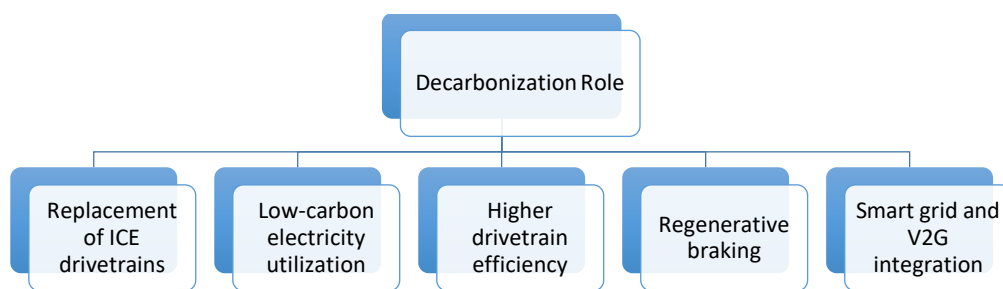 Decarbonization Role
Replacement
of ICE
drivetrains
Low-carbon
electricity
utilization
Higher
drivetrain
efficiency
Regenerative
braking
Smart grid and
V2G
integration